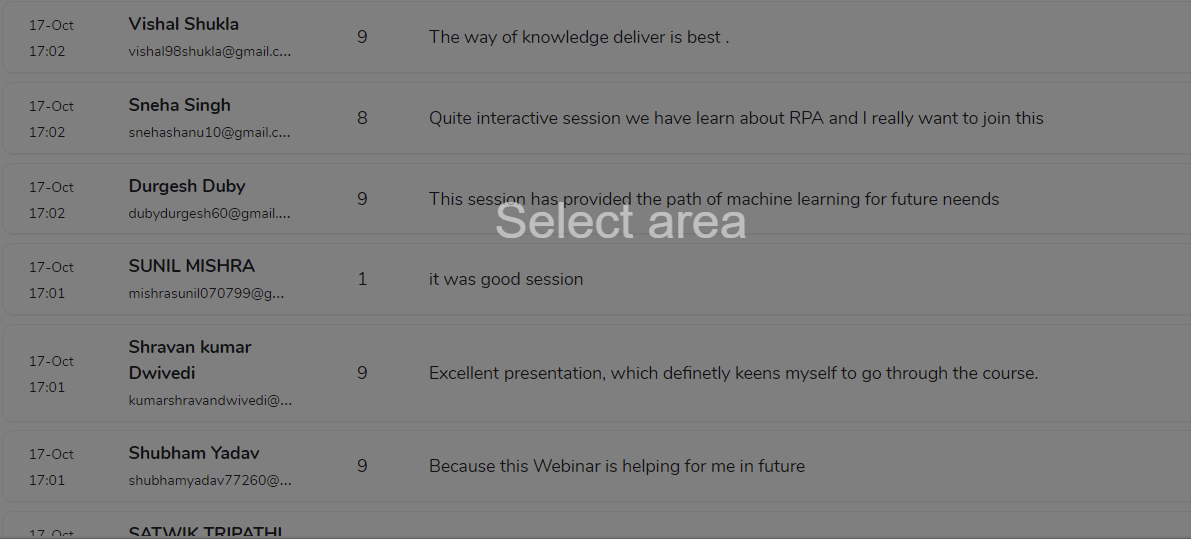 17-Oct
17:02
Vishal Shukla
vishal98shukla@gmail.c...
9
The way of knowledge deliver is best .
17-Oct
17:02
Sneha Singh
snehashanu10@gmail.c...
8
Quite interactive session we have learn about RPA and I really want to join this
17-Oct
17:02
Durgesh Duby
dubydurgesh60@gmail....
9
This session has provided the path of machine learning for future neends
Select area
17-Oct
17:01
SUNIL MISHRA
mishrasunil070799@g...
1
it was good session
17-Oct
17:01
Shravan kumar
Dwivedi
kumarshravandwivedi@...
9
Excellent presentation, which definetly keens myself to go through the course.
17-Oct
17:01
Shubham Yadav
shubhamyadav77260@...
9
Because this Webinar is helping for me in future
17-Oct
SATWIK TRIPATHI